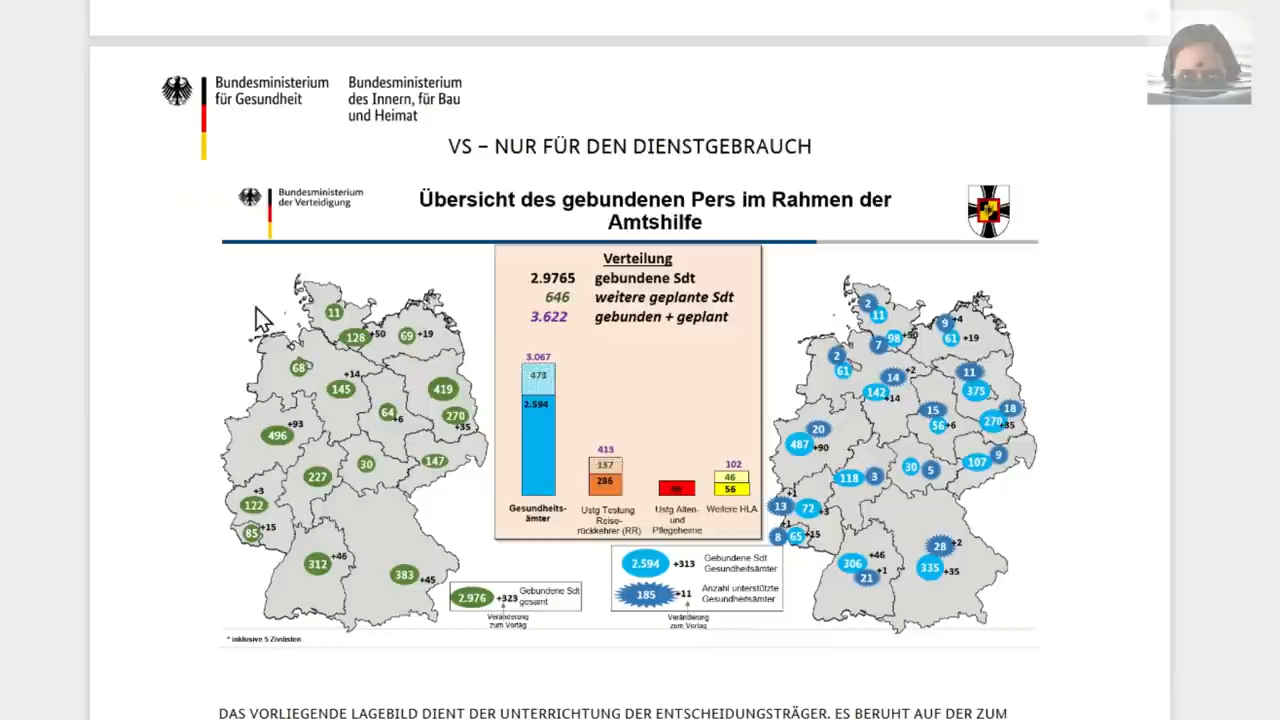 Bundesministerium
für Gesundheit
Bundesministerium
des Innern, für Bau
und Heimat
VS – NUR FÜR DEN DIENSTGEBRAUCH
Bundesministerium
der Verteidigung
Übersicht des gebundenen Pers im Rahmen der
Amtshilfe
11
128 +50
69 +19
68
+14
145
419
64 +6
270 +35
+93
496
30
147
227
+3
122
+15
85
312 +46
383 +45
Verteilung
2.9765 gebundene Sdt
646 weitere geplante Sdt
3.622 gebunden + geplant
3.067
473
2.594
413
137
286
102
46
56
Gesundheits-
ämter
Ustg Testung
Reise-
rückkehrer (RR)
Ustg Alten-
und
Pflegeheime
Weitere HLA
2.976 +323 Gebundene Sdt
gesamt
Veränderung
zum Vortag
2.594 +313 Gebundene Sdt
Gesundheitsämter
185 +11 Anzahl unterstützte
Gesundheitsämter
Veränderung
zum Vortag
2
11
7
98 +50
9 +4
61 +19
2
61
14 +2
142 +14
11
375
15
56 +6
18
270 +35
20
487 +90
118 3
30 5
107 9
+1
13 72 +3
+1
8 65 +15
306 +46
21 +1
28 +2
335 +35
* inklusive 5 Zivilisten
DAS VORLIEGENDE LAGEBILD DIENT DER UNTERRICHTUNG DER ENTSCHEIDUNGSTRÄGER. ES BERUHT AUF DER ZUM